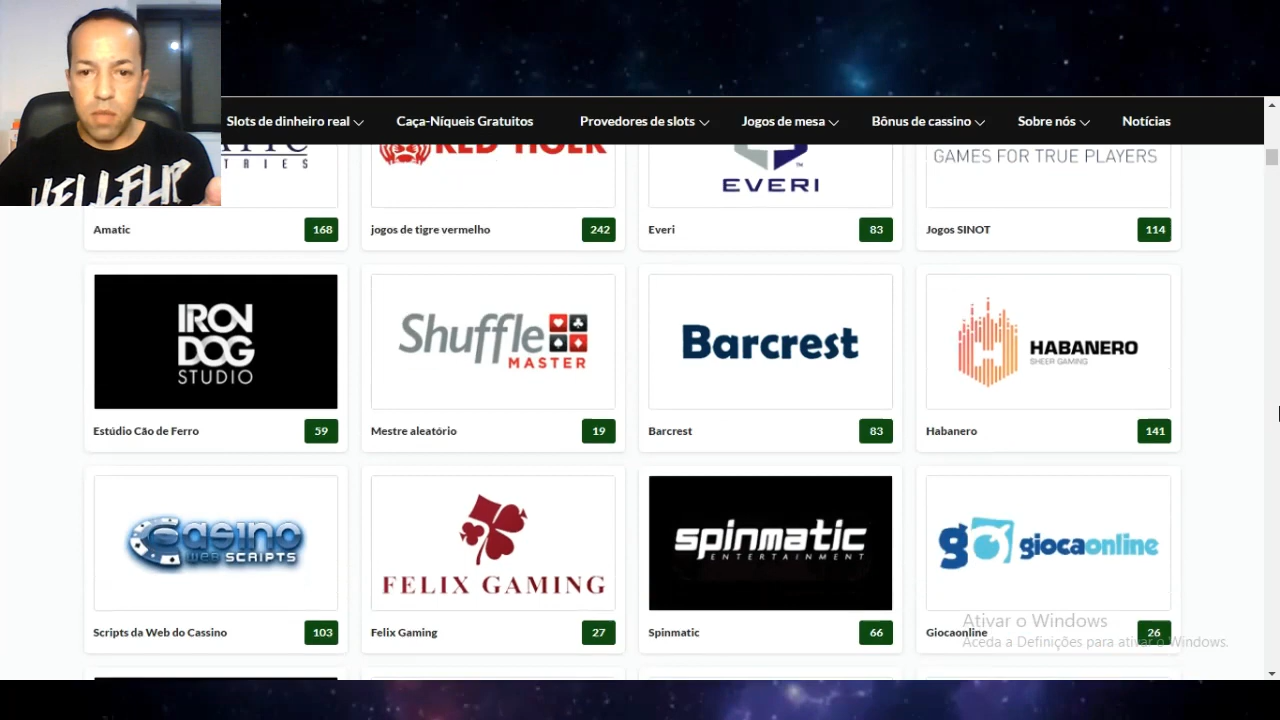 HELLFLIP
Slots de dinheiro real
Caça-Níqueis Gratuitos
Provedores de slots
Jogos de mesa
Bônus de cassino
Sobre nós
Notícias
RED TIGER
EVERI
GAMES FOR TRUE PLAYERS
Amatic
168
jogos de tigre vermelho
242
Everi
83
Jogos SINOT
114
IRON
DOG
STUDIO
Shuffle
MASTER
Barcrest
HABANERO
SHEER GAMING
Estúdio Cão de Ferro
59
Mestre aleatório
19
Barcrest
83
Habanero
141
Casino
WEB SCRIPTS
FELIX GAMING
spinmatic
ENTERTAINMENT
giocaonline
Scripts da Web do Cassino
103
Felix Gaming
27
Spinmatic
66
Giocaonline
26
Ativar o Windows
Aceda a Definições para ativar o Windows.